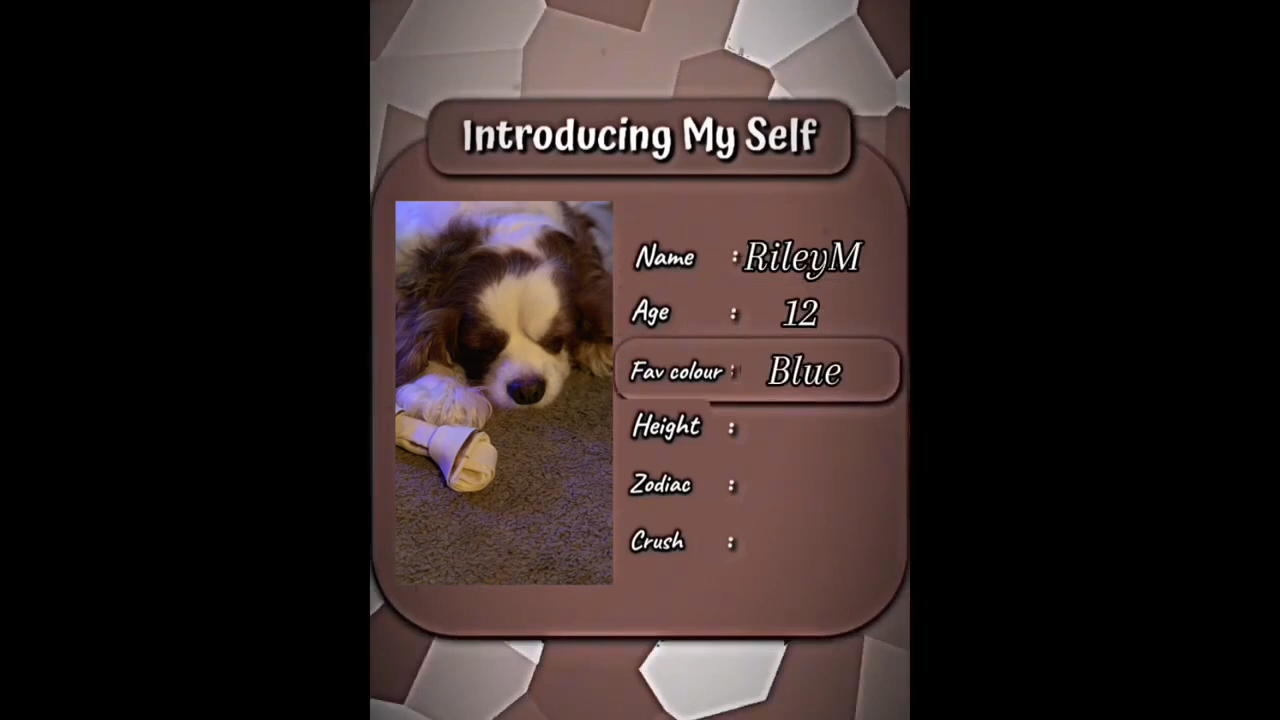 Introducing My Self
Name : RileyM
Age : 12
Fav colour : Blue
Height :
Zodiac :
Crush :